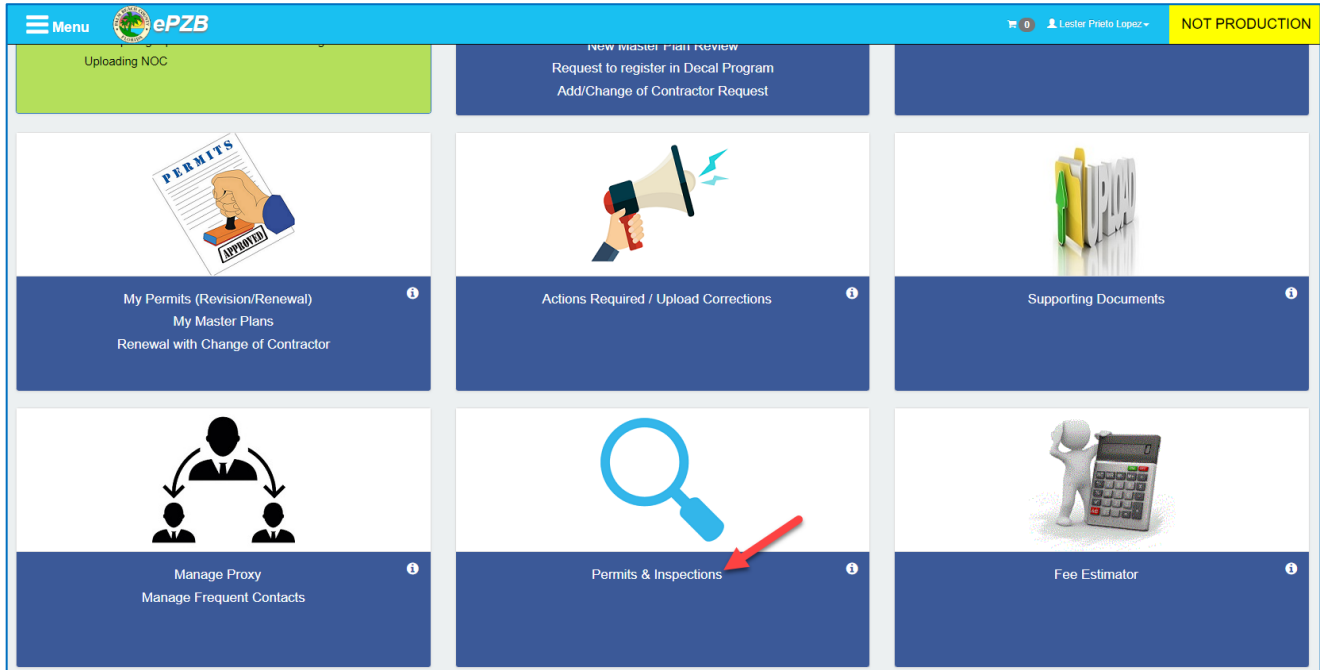 Menu
ePZB
0
Lester Prieto Lopez
NOT PRODUCTION
Uploading NOC
New Master Plan Review
Request to register in Decal Program
Add/Change of Contractor Request
PERMITS
APPROVED
My Permits (Revision/Renewal)
My Master Plans
Renewal with Change of Contractor
Actions Required / Upload Corrections
UPLOAD
Supporting Documents
Manage Proxy
Manage Frequent Contacts
Permits & Inspections
Fee Estimator